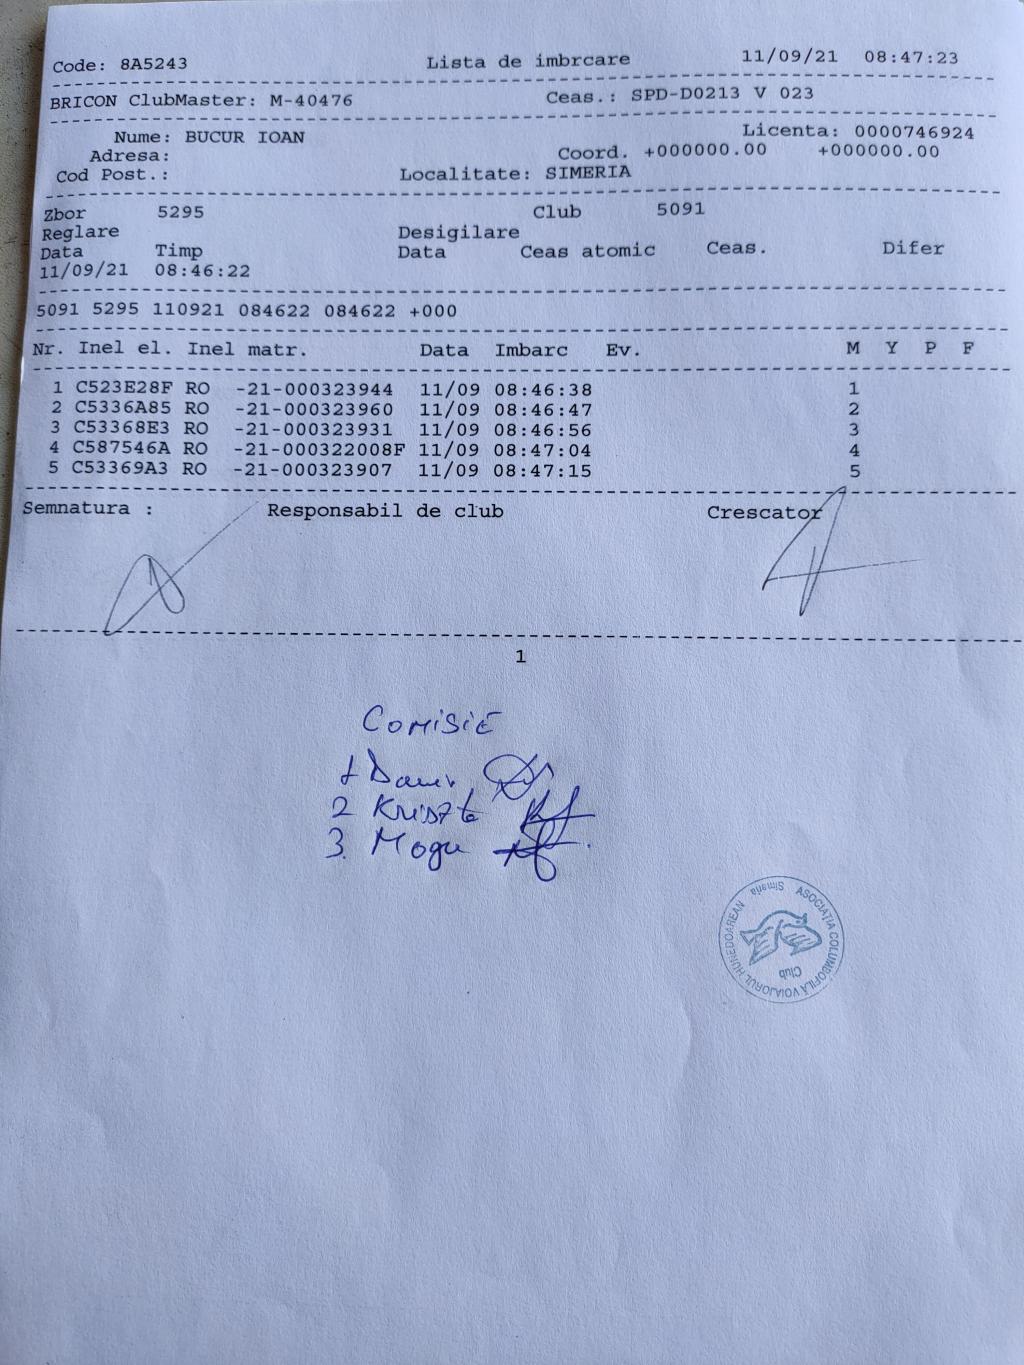 Code: 8A5243 Lista de imbrcare 11/09/21 08:47:23
BRICON ClubMaster: M-40476 Ceas.: SPD-D0213 V 023
Nume: BUCUR IOAN Licenta: 0000746924
Adresa: Coord. +000000.00 +000000.00
Cod Post.: Localitate: SIMERIA
Zbor 5295 Club 5091
Reglare Desigilare
Data Timp Data Ceas atomic Ceas. Difer
11/09/21 08:46:22
5091 5295 110921 084622 084622 +000
Nr. Inel el. Inel matr. Data Imbarc Ev. M Y P F
1 C523E28F RO -21-000323944 11/09 08:46:38 1
2 C5336A85 RO -21-000323960 11/09 08:46:47 2
3 C53368E3 RO -21-000323931 11/09 08:46:56 3
4 C587546A RO -21-000322008F 11/09 08:47:04 4
5 C53369A3 RO -21-000323907 11/09 08:47:15 5
Semnatura : Responsabil de club Crescator
1
COMISIE
1
2 Kriszta
3. Mogu
ASOCIAȚIA COLUMBOFILĂ VOIAJORUL HUNEDOAREAN
Club